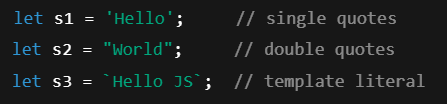 let s1 = 'Hello';      // single quotes
let s2 = "World";      // double quotes
let s3 = `Hello JS`;  // template literal